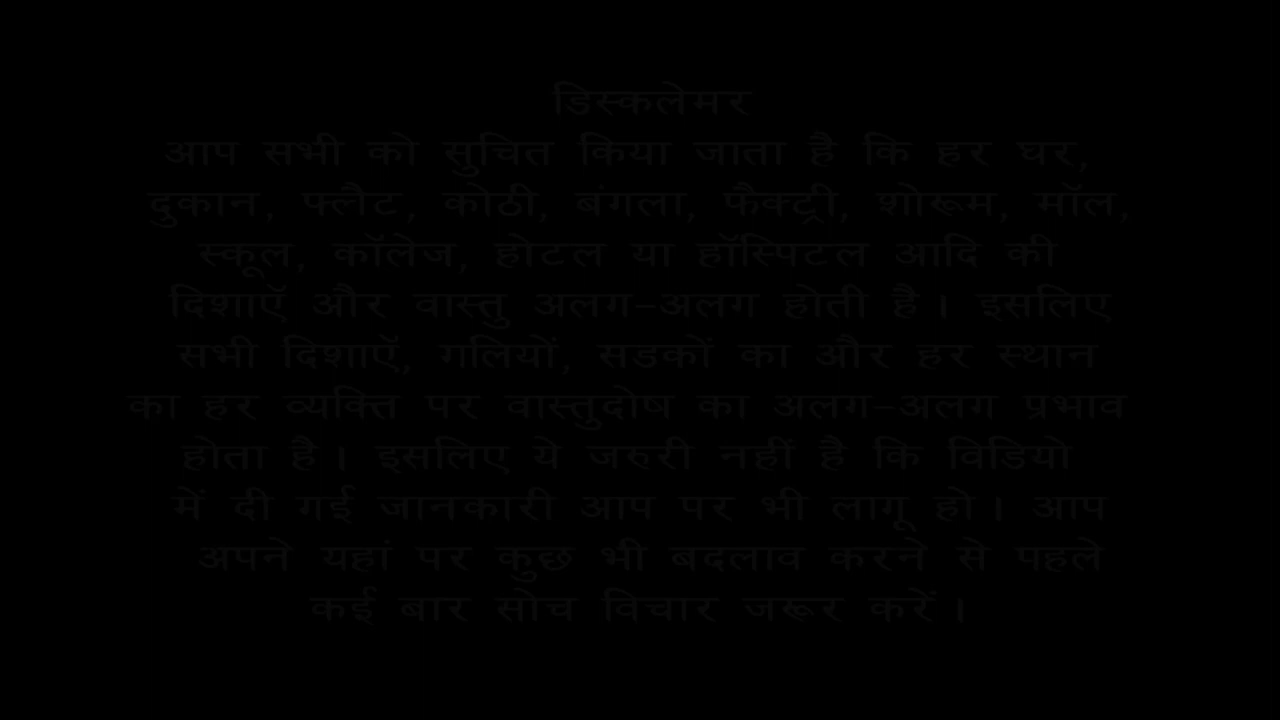 डिस्कलेमर
आप सभी को सुचित किया जाता है कि हर घर,
दुकान, फ्लैट, कोठी, बंगला, फैक्ट्री, शोरूम, मॉल,
स्कूल, कॉलेज, होटल या हॉस्पिटल आदि की
दिशाएॅ और वास्तु अलग–अलग होती है। इसलिए
सभी दिशाएॅ, गलियों, सडकों का और हर स्थान
का हर व्यक्ति पर वास्तुदोष का अलग–अलग प्रभाव
होता है। इसलिए ये जरुरी नहीं है कि विडियो
में दी गई जानकारी आप पर भी लागू हो। आप
अपने यहां पर कुछ भी बदलाव करने से पहले
कई बार सोच विचार जरूर करें।